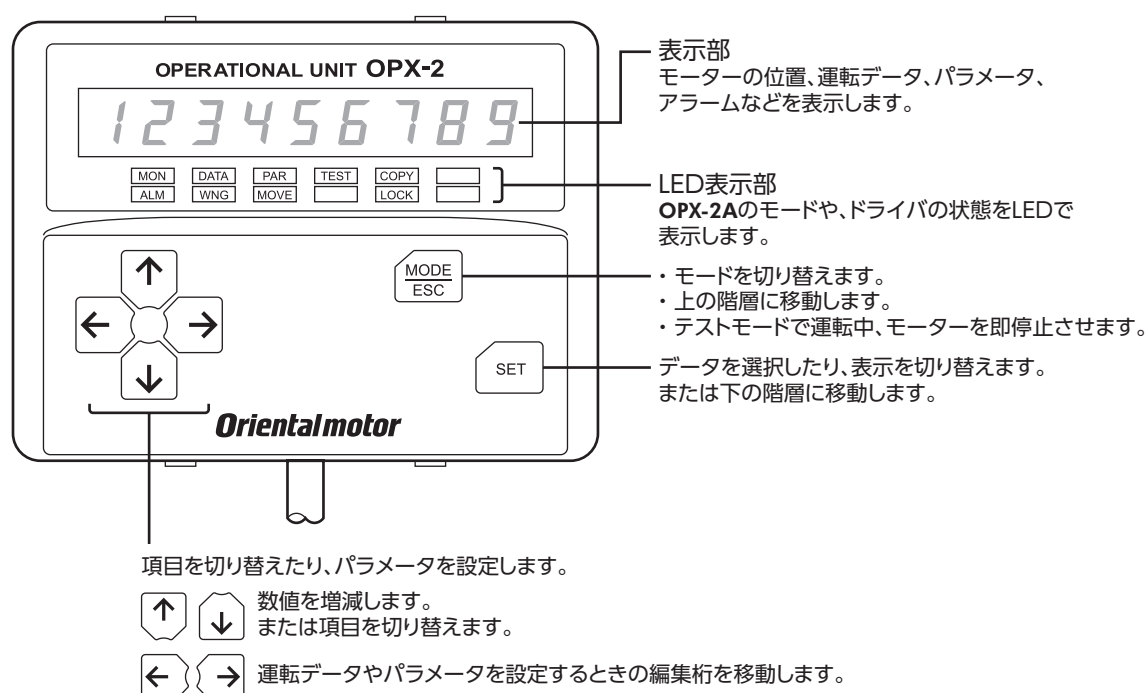 OPERATIONAL UNIT OPX-2
123456789
MON DATA PAR TEST COPY
ALM WNG MOVE LOCK
MODE
ESC
SET
Orientalmotor
表示部
モーターの位置、運転データ、パラメータ、
アラームなどを表示します。
LED表示部
OPX-2Aのモードや、ドライバの状態をLEDで
表示します。
・モードを切り替えます。
・上の階層に移動します。
・テストモードで運転中、モーターを即停止させます。
データを選択したり、表示を切り替えます。
または下の階層に移動します。
項目を切り替えたり、パラメータを設定します。
↑ ↓ 数値を増減します。
または項目を切り替えます。
← → 運転データやパラメータを設定するときの編集桁を移動します。